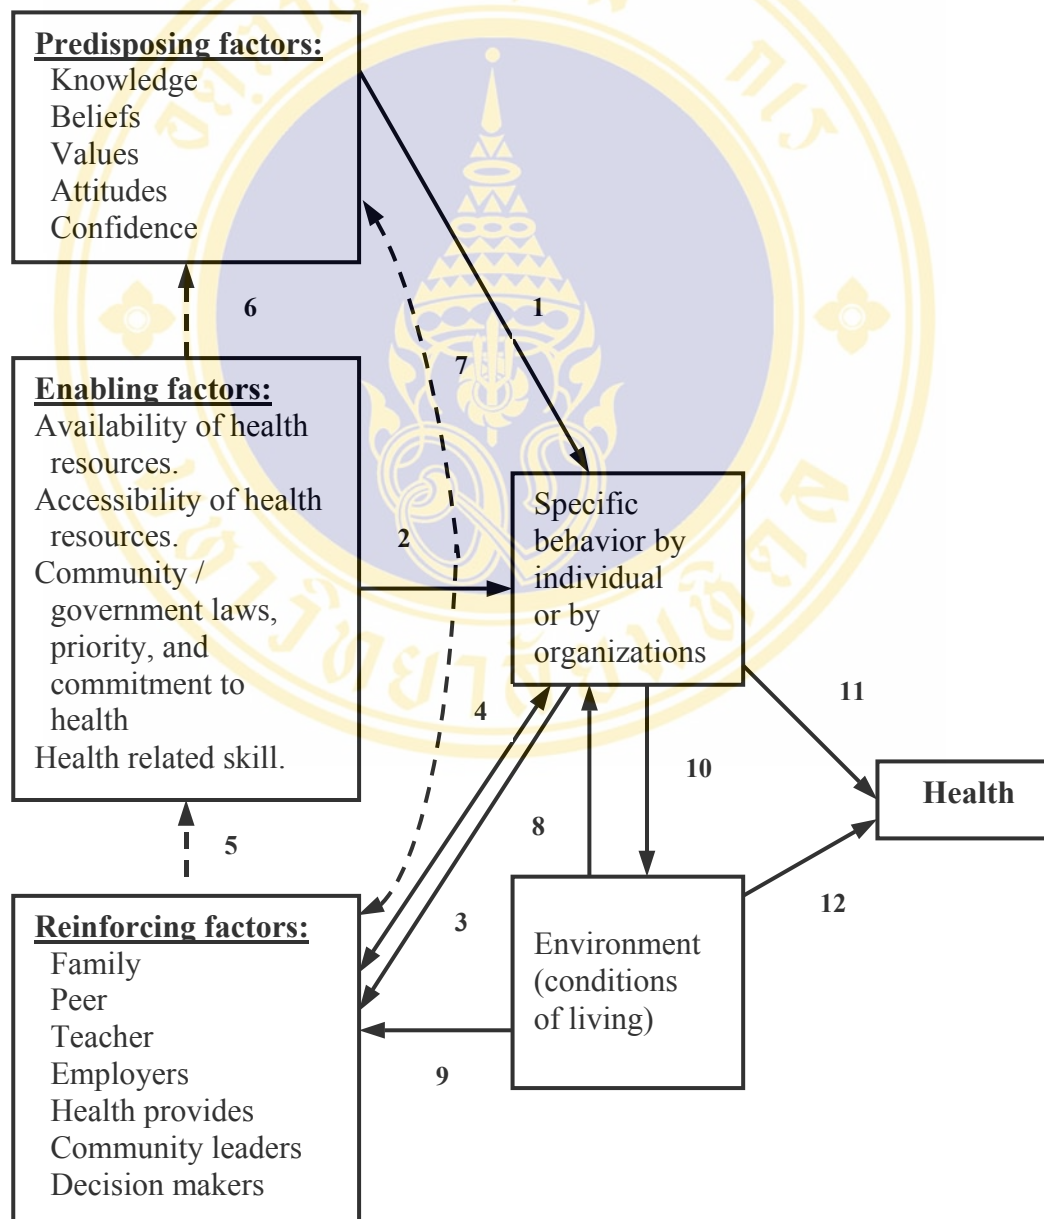 Predisposing factors:
Knowledge
Beliefs
Values
Attitudes
Confidence
6
1
7
Enabling factors:
Availability of health
resources.
Accessibility of health
resources.
Community /
government laws,
priority, and
commitment to
health
Health related skill.
2
Specific
behavior by
individual
or by
organizations
4
11
10
Health
8
5
3
12
Reinforcing factors:
Family
Peer
Teacher
Employers
Health provides
Community leaders
Decision makers
Environment
(conditions
of living)
9